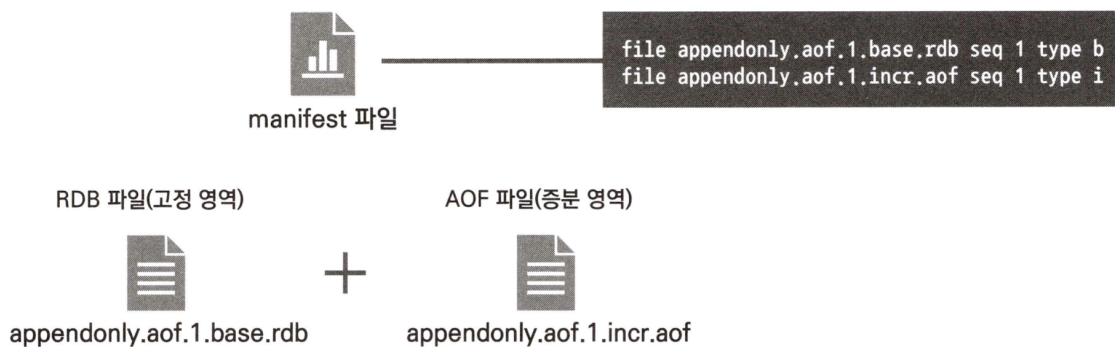 file appendonly.aof.1.base.rdb seq 1 type b
file appendonly.aof.1.incr.aof seq 1 type i
manifest 파일
RDB 파일(고정 영역)
AOF 파일(증분 영역)
+
appendonly.aof.1.base.rdb
appendonly.aof.1.incr.aof